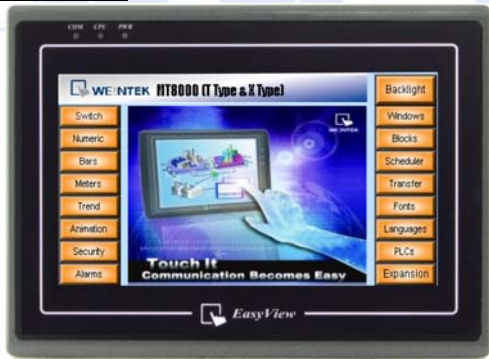 COM CPU PWR
WEINTEK MT8000 (T Type & X Type)
Backlight
Switch
Numeric
Bars
Meters
Trend
Animation
Security
Alarms
WEINTEK
Touch It
Communication Becomes Easy
Windows
Blocks
Scheduler
Transfer
Fonts
Languages
PLCs
Expansion
EasyView